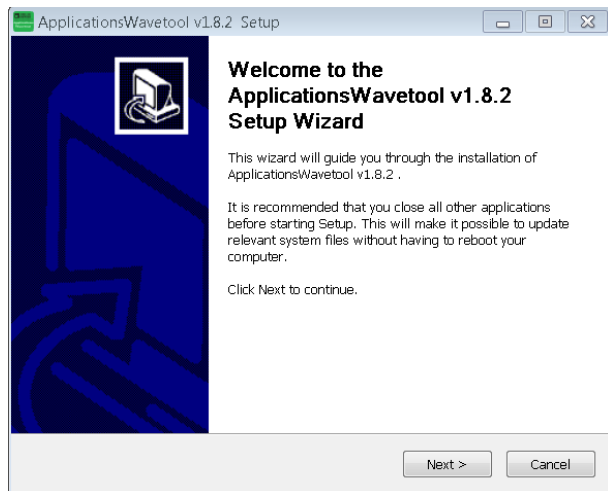 ApplicationsWavetool v1.8.2 Setup
Welcome to the
ApplicationsWavetool v1.8.2
Setup Wizard
This wizard will guide you through the installation of
ApplicationsWavetool v1.8.2 .
It is recommended that you close all other applications
before starting Setup. This will make it possible to update
relevant system files without having to reboot your
computer.
Click Next to continue.
Next >
Cancel